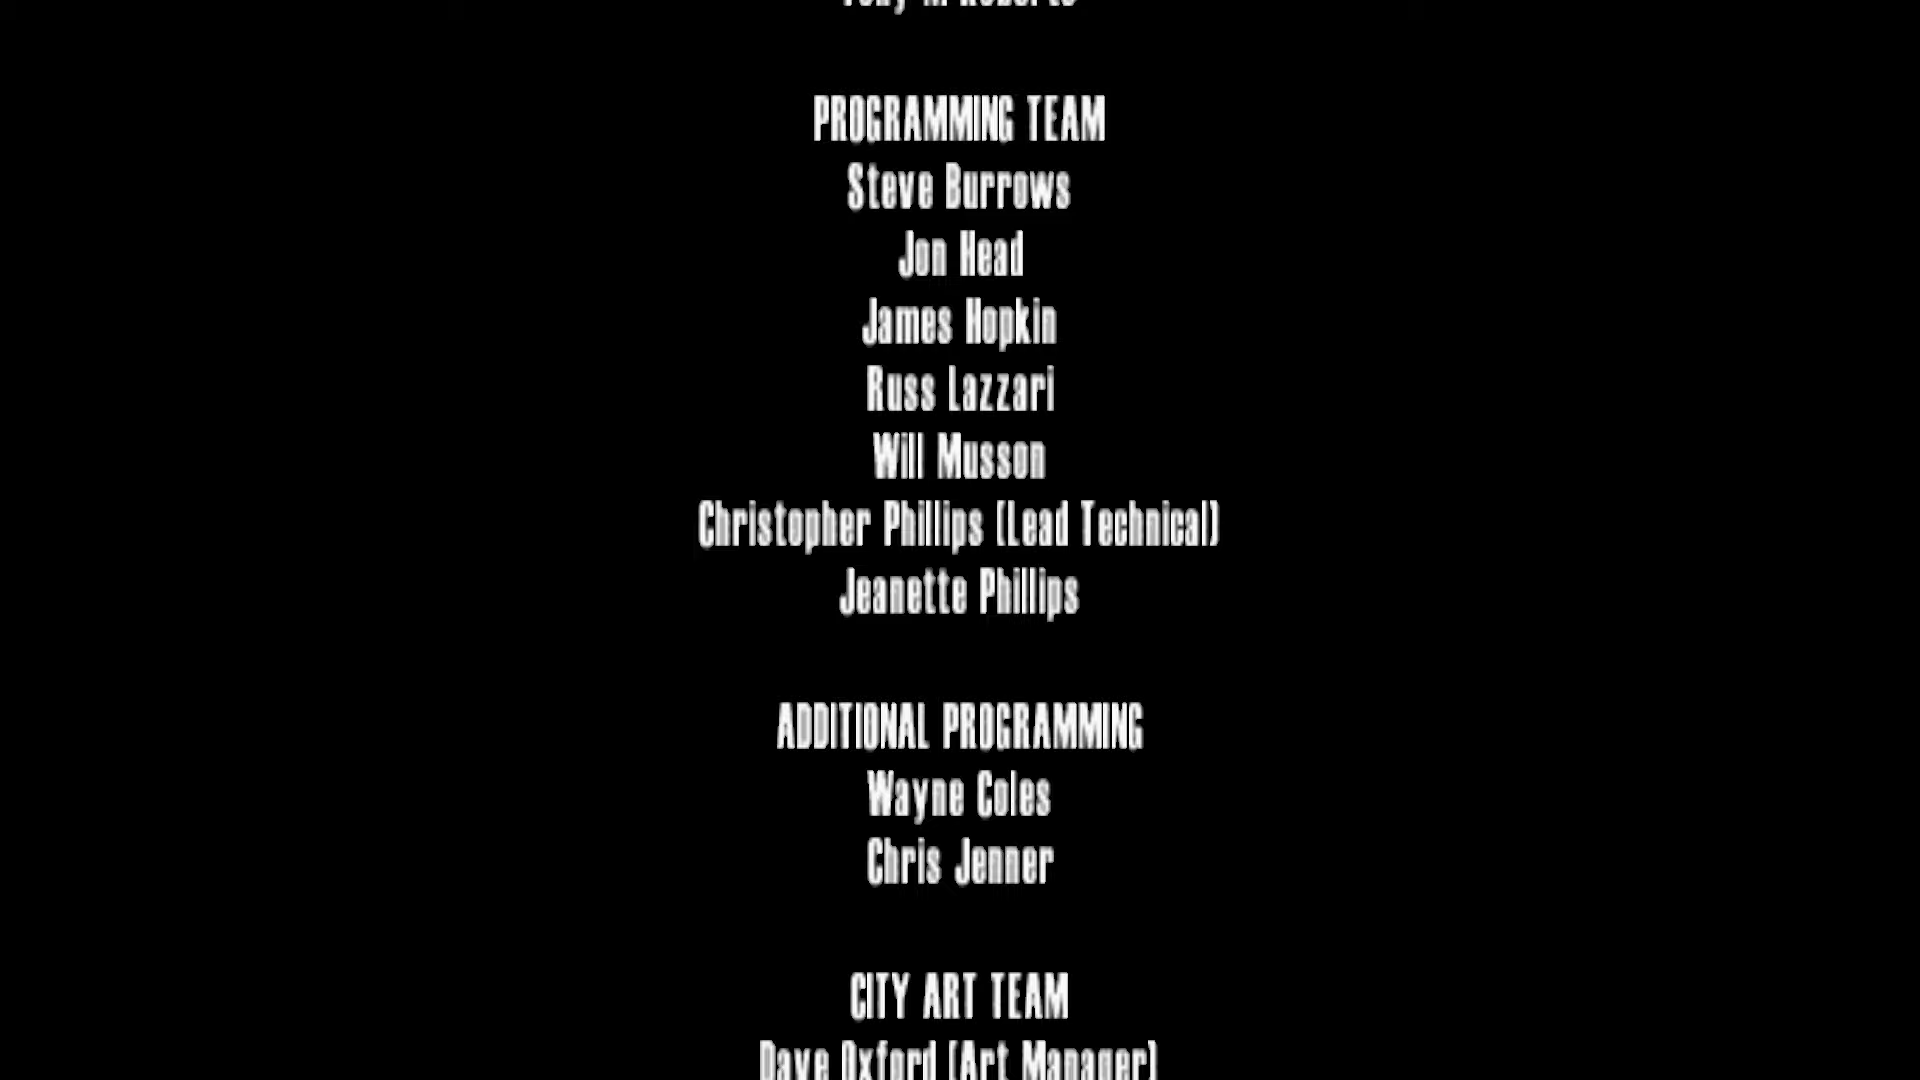 PROGRAMMING TEAM
Steve Burrows
Jon Head
James Hopkin
Russ Lazzari
Will Musson
Christopher Phillips (Lead Technical)
Jeanette Phillips
ADDITIONAL PROGRAMMING
Wayne Coles
Chris Jenner
CITY ART TEAM
Dave Oxford (Art Manager)